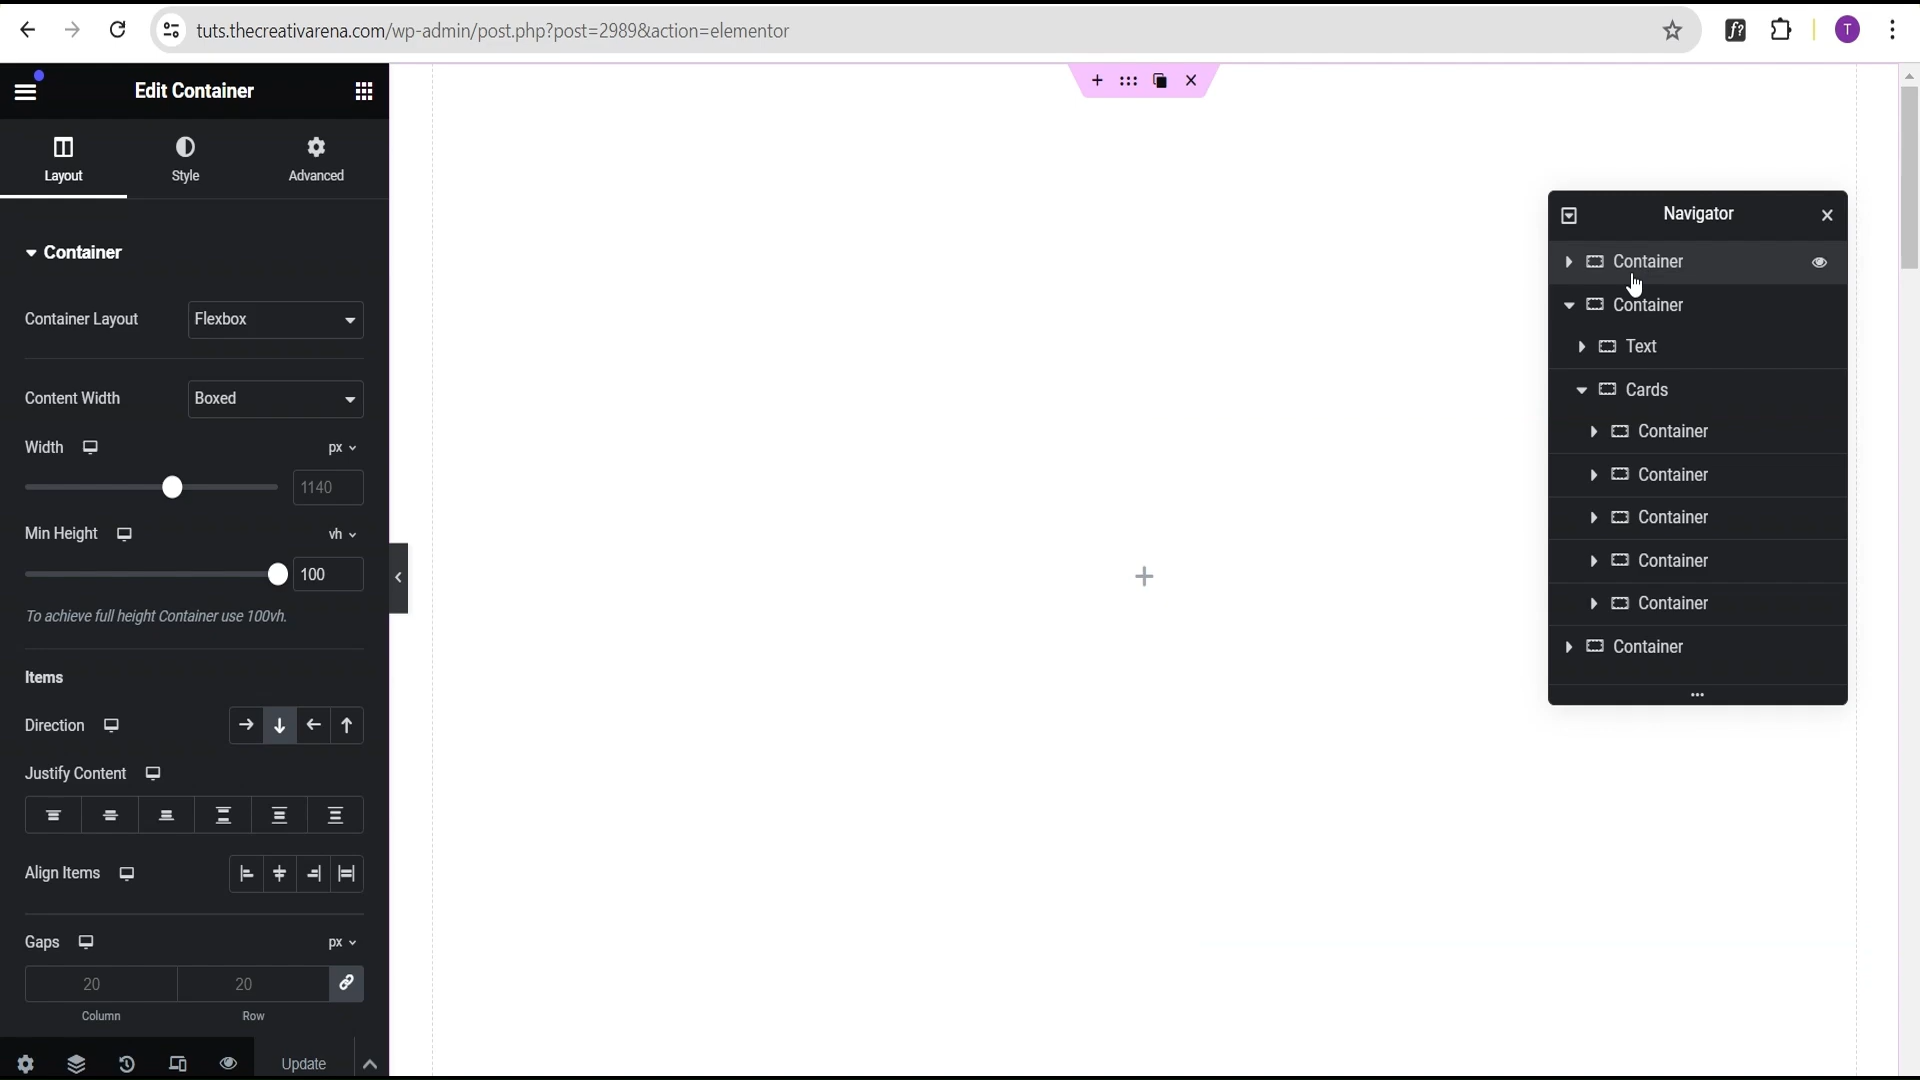 tuts.thecreativarena.com/wp-admin/post.php?post=2989&action=elementor
f?
T
Edit Container
Layout
Style
Advanced
Container
Container Layout
Flexbox
Content Width
Boxed
Width
px
1140
Min Height
vh
100
To achieve full height Container use 100vh.
Items
Direction
Justify Content
Align Items
Gaps
px
20
20
Column
Row
Update
Navigator
Container
Container
Text
Cards
Container
Container
Container
Container
Container
Container